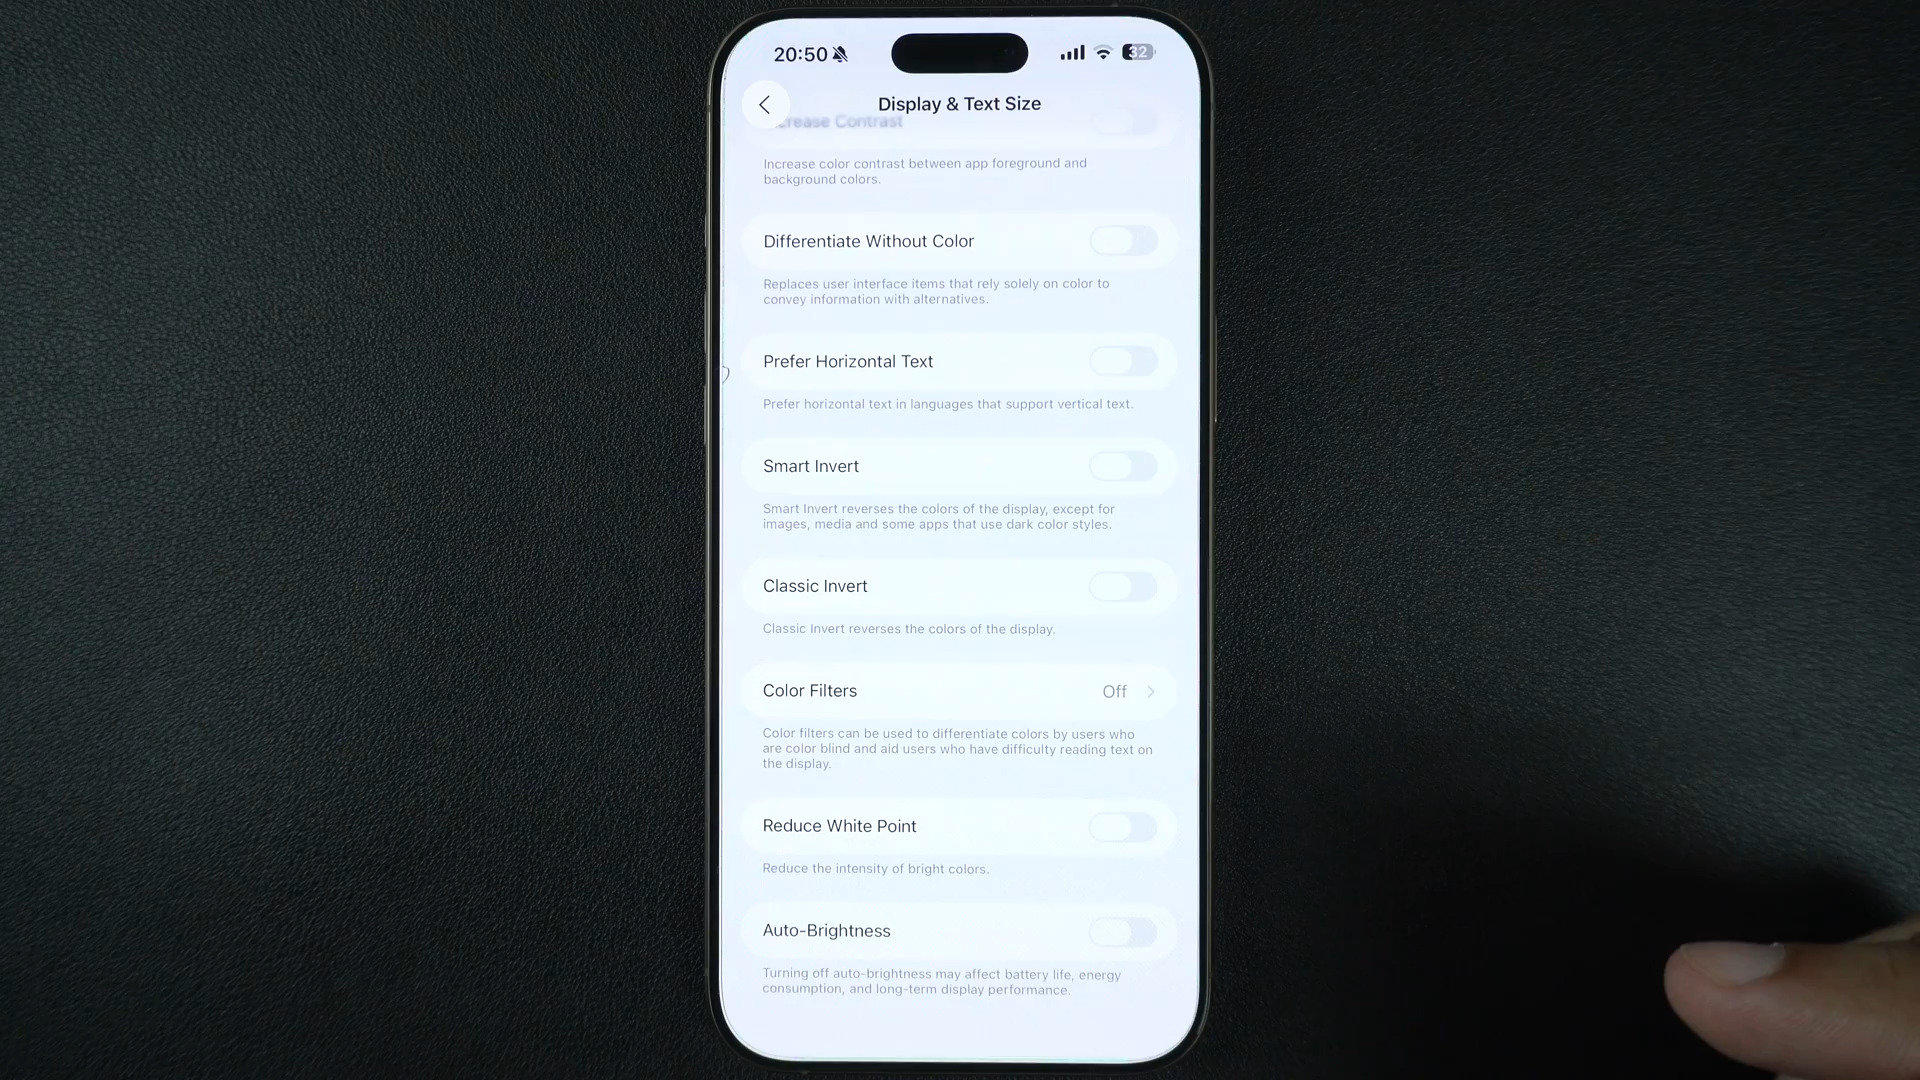 20:50
32
Display & Text Size
crease Contrast
Increase color contrast between app foreground and
background colors.
Differentiate Without Color
Replaces user interface items that rely solely on color to
convey information with alternatives.
Prefer Horizontal Text
Prefer horizontal text in languages that support vertical text.
Smart Invert
Smart Invert reverses the colors of the display, except for
images, media and some apps that use dark color styles.
Classic Invert
Classic Invert reverses the colors of the display.
Color Filters Off
Color filters can be used to differentiate colors by users who
are color blind and aid users who have difficulty reading text on
the display.
Reduce White Point
Reduce the intensity of bright colors.
Auto-Brightness
Turning off auto-brightness may affect battery life, energy
consumption, and long-term display performance.